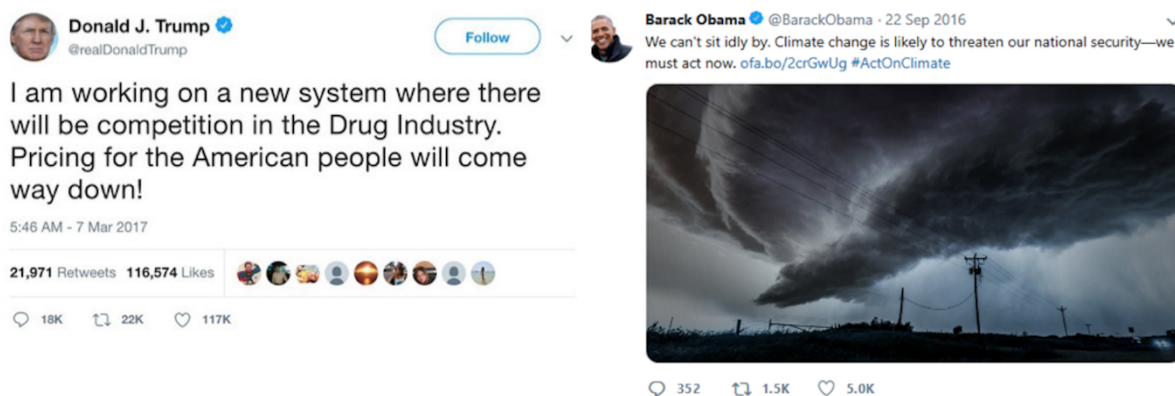 Donald J. Trump
@realDonaldTrump
Follow
I am working on a new system where there
will be competition in the Drug Industry.
Pricing for the American people will come
way down!
5:46 AM - 7 Mar 2017
21,971 Retweets 116,574 Likes
18K 22K 117K
Barack Obama @BarackObama · 22 Sep 2016
We can't sit idly by. Climate change is likely to threaten our national security—we
must act now. ofa.bo/2crGwUg #ActOnClimate
352 1.5K 5.0K